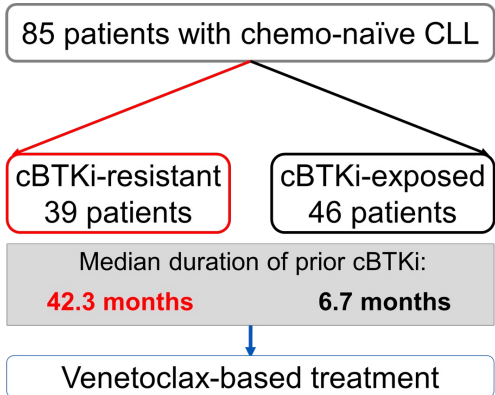 85 patients with chemo-naïve CLL
cBTKi-resistant
39 patients
cBTKi-exposed
46 patients
Median duration of prior cBTKi:
42.3 months 6.7 months
Venetoclax-based treatment